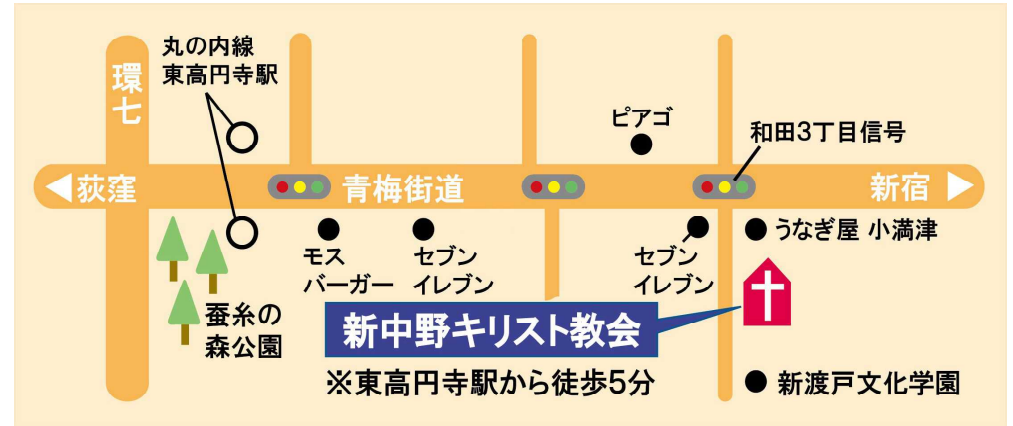 丸の内線
東高円寺駅
環七
ピアゴ
和田3丁目信号
荻窪
青梅街道
新宿
モス
バーガー
セブン
イレブン
セブン
イレブン
うなぎ屋 小満津
蚕糸の
森公園
新中野キリスト教会
※東高円寺駅から徒歩5分
新渡戸文化学園